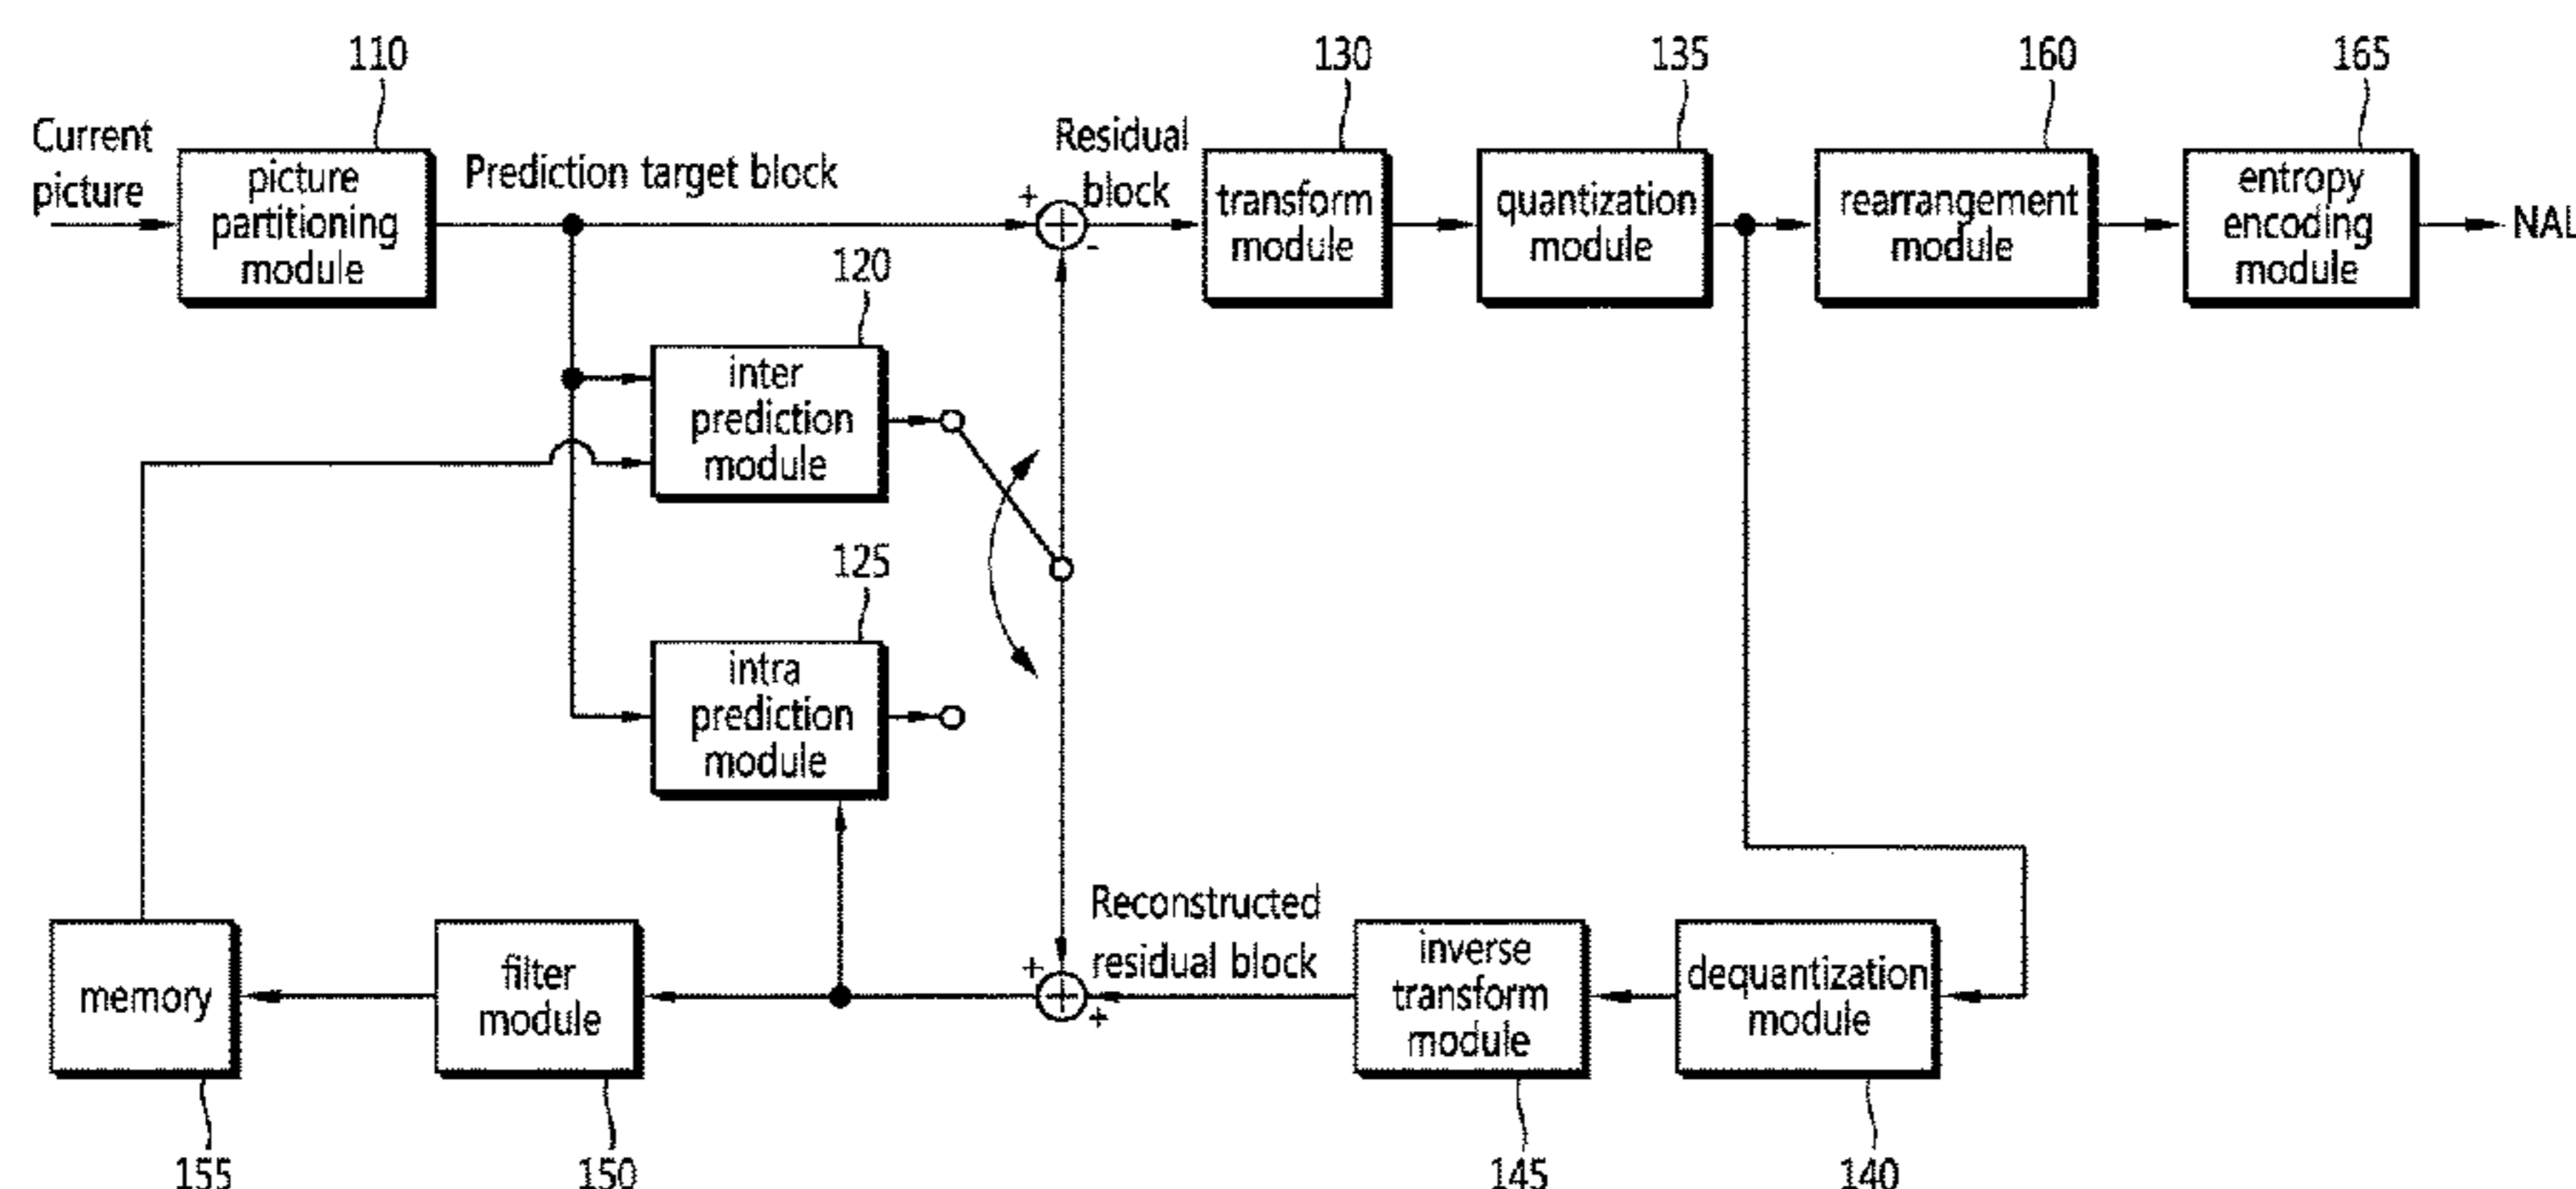 110
130
135
160
165
Current
picture
picture
partitioning
module
Prediction target block
Residual
block
+
-
transform
module
quantization
module
rearrangement
module
entropy
encoding
module
NAL
120
inter
prediction
module
125
intra
prediction
module
memory
filter
module
+
+
Reconstructed
residual block
inverse
transform
module
dequantization
module
155
150
145
140